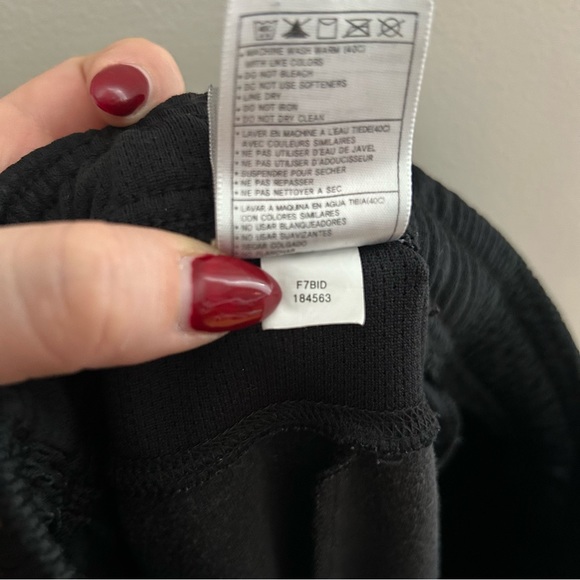 • MACHINE WASH WARM (40C)
WITH LIKE COLORS
• DO NOT BLEACH
• DO NOT USE SOFTENERS
• LINE DRY
• DO NOT IRON
• DO NOT DRY CLEAN
• LAVER EN MACHINE A L'EAU TIEDE(40C)
AVEC COULEURS SIMILAIRES
• NE PAS UTILISER D'EAU DE JAVEL
• NE PAS UTILISER D'ADOUCISSEUR
• SUSPENDRE POUR SECHER
• NE PAS REPASSER
• NE PAS NETTOYER A SEC
• LAVAR A MAQUINA EN AGUA TIBIA(40C)
CON COLORES SIMILARES
• NO USAR BLANQUEADORES
• NO USAR SUAVIZANTES
• SECAR COLGADO
F7BID
184563